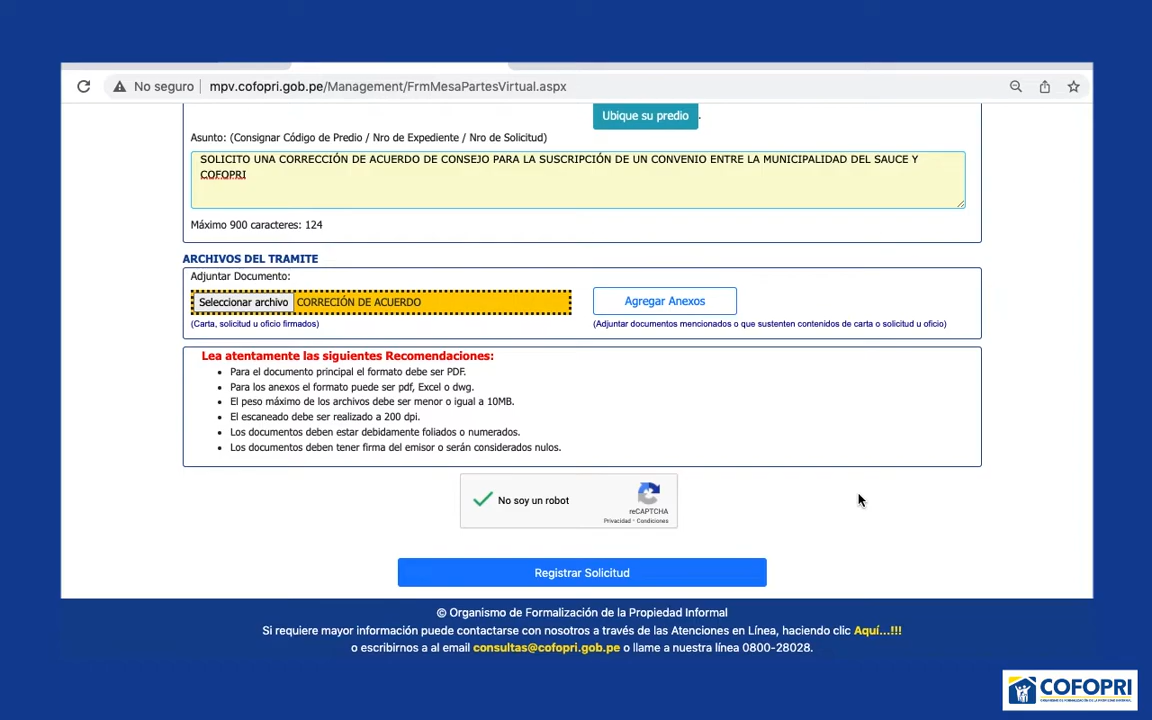 No seguro
mpv.cofopri.gob.pe/Management/FrmMesaPartesVirtual.aspx
Ubique su predio
.
Asunto: (Consignar Código de Predio / Nro de Expediente / Nro de Solicitud)
SOLICITO UNA CORRECCIÓN DE ACUERDO DE CONSEJO PARA LA SUSCRIPCIÓN DE UN CONVENIO ENTRE LA MUNICIPALIDAD DEL SAUCE Y
COFOPRI
Máximo 900 caracteres: 124
ARCHIVOS DEL TRAMITE
Adjuntar Documento:
Seleccionar archivo CORRECIÓN DE ACUERDO
Agregar Anexos
(Carta, solicitud u oficio firmados)
(Adjuntar documentos mencionados o que sustenten contenidos de carta o solicitud u oficio)
Lea atentamente las siguientes Recomendaciones:
• Para el documento principal el formato debe ser PDF.
• Para los anexos el formato puede ser pdf, Excel o dwg.
• El peso máximo de los archivos debe ser menor o igual a 10MB.
• El escaneado debe ser realizado a 200 dpi.
• Los documentos deben estar debidamente foliados o numerados.
• Los documentos deben tener firma del emisor o serán considerados nulos.
No soy un robot
reCAPTCHA
Privacidad - Condiciones
Registrar Solicitud
© Organismo de Formalización de la Propiedad Informal
Si requiere mayor información puede contactarse con nosotros a través de las Atenciones en Línea, haciendo clic Aquí...!!!
o escribirnos a al email consultas@cofopri.gob.pe o llame a nuestra línea 0800-28028.
COFOPRI
ORGANISMO DE FORMALIZACIÓN DE LA PROPIEDAD INFORMAL